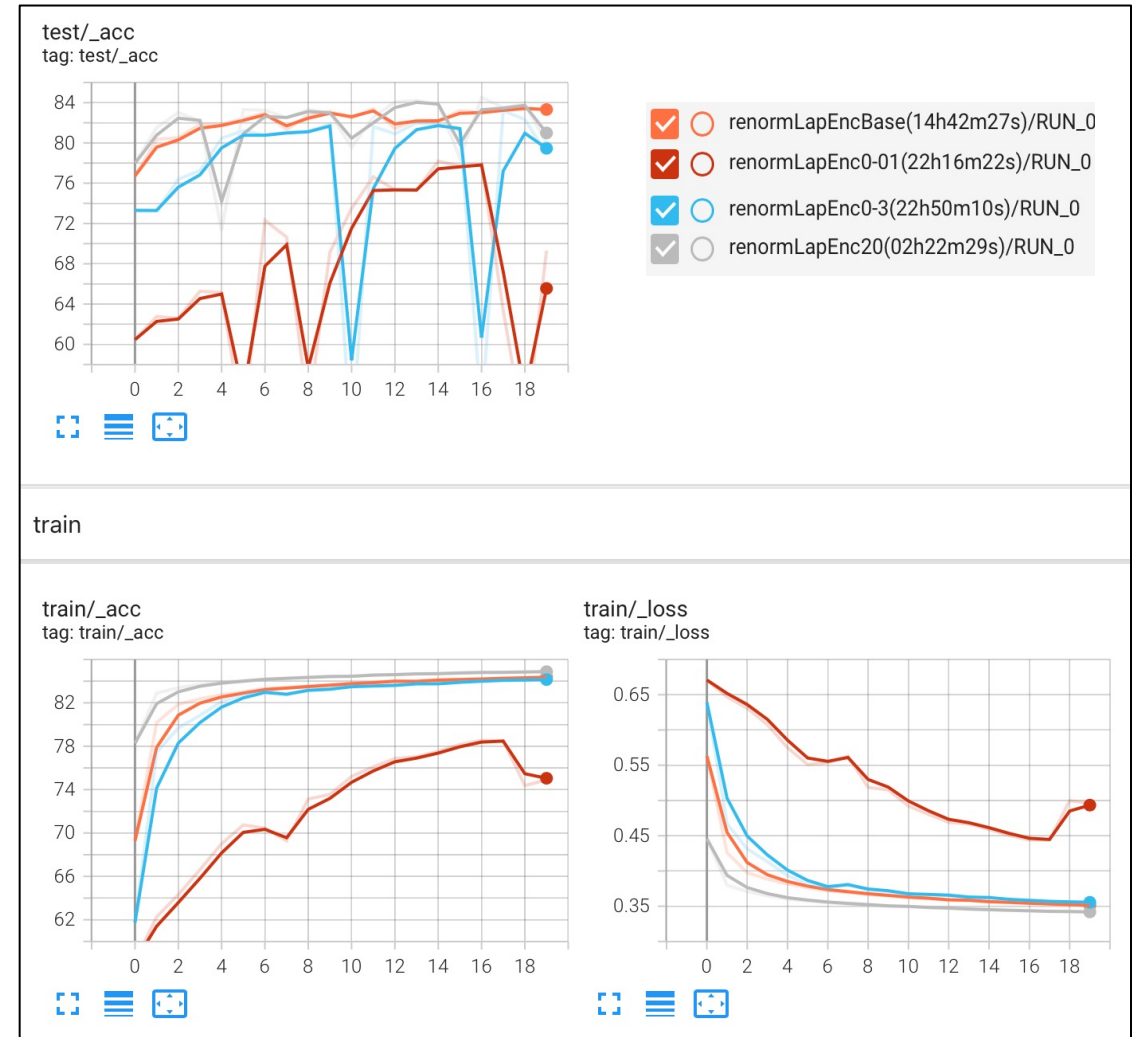 test/_acc
tag: test/_acc
84
80
76
72
68
64
60
0 2 4 6 8 10 12 14 16 18
renormLapEncBase(14h42m27s)/RUN_0
renormLapEnc0-01(22h16m22s)/RUN_0
renormLapEnc0-3(22h50m10s)/RUN_0
renormLapEnc20(02h22m29s)/RUN_0
train
train/_acc
tag: train/_acc
82
78
74
70
66
62
0 2 4 6 8 10 12 14 16 18
train/_loss
tag: train/_loss
0.65
0.55
0.45
0.35
0 2 4 6 8 10 12 14 16 18